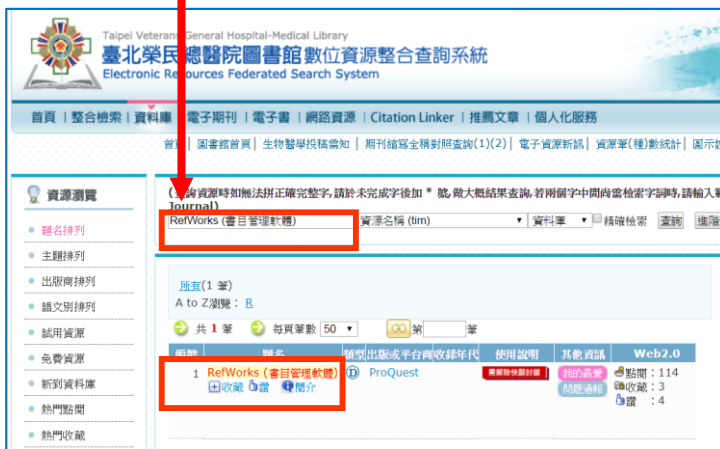 Taipei Veterans General Hospital-Medical Library
臺北榮民總醫院圖書館數位資源整合查詢系統
Electronic Resources Federated Search System
首頁 | 整合檢索 | 資料庫 電子期刊 | 電子書 | 網路資源 | Citation Linker | 推薦文章 | 個人化服務
首頁| 圖書館首頁| 生物醫學投稿需知 | 期刊縮寫全稱對照查詢(1)(2)| 電子資源新訊| 資源筆(種)數統計| 圖示說
資源瀏覽
題名排列
主題排列
出版商排列
語文別排列
試用資源
免費資源
新到資料庫
熱門點閱
熱門收藏
(查詢資源時如無法拼正確完整字,請於未完成字後加 * 號,做大概結果查詢,若兩個字中間尚需檢索字詞時,請輸入
Journal)
RefWorks (書目管理軟體) 資源名稱 (tim) 資料庫 精確檢索 查詢 進階
所有(1 筆)
A to Z瀏覽： R
共 1 筆 每頁筆數 50 GO 第 筆
編號 題名 類型 出版或平台商 收錄年代 使用說明 其他資訊 Web2.0
1 RefWorks (書目管理軟體) D ProQuest 需解除快顯封鎖 我的最愛 點閱：114
收藏 讚 簡介 問題通報 收藏：3
讚 ：4